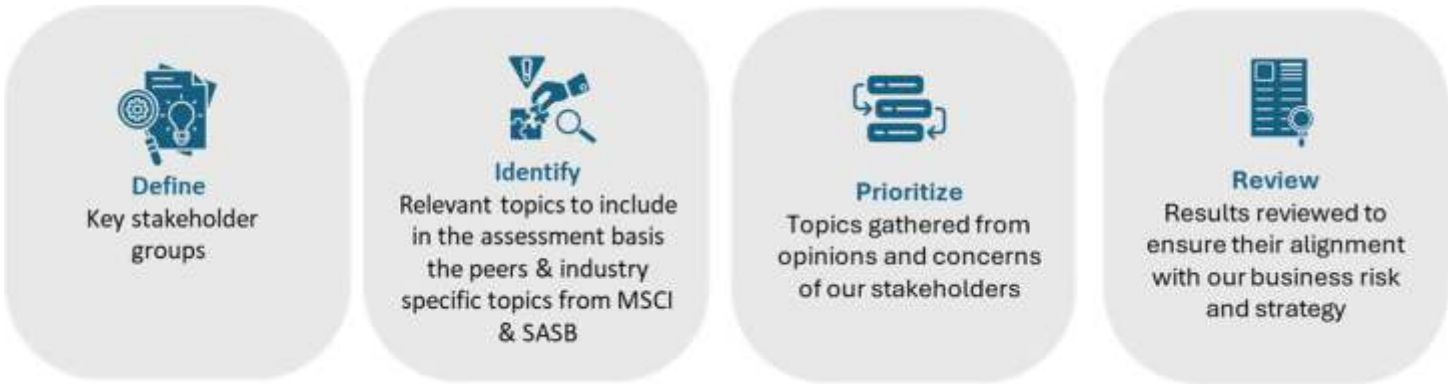 Define
Key stakeholder
groups
Identify
Relevant topics to include
in the assessment basis
the peers & industry
specific topics from MSCI
& SASB
Prioritize
Topics gathered from
opinions and concerns
of our stakeholders
Review
Results reviewed to
ensure their alignment
with our business risk
and strategy